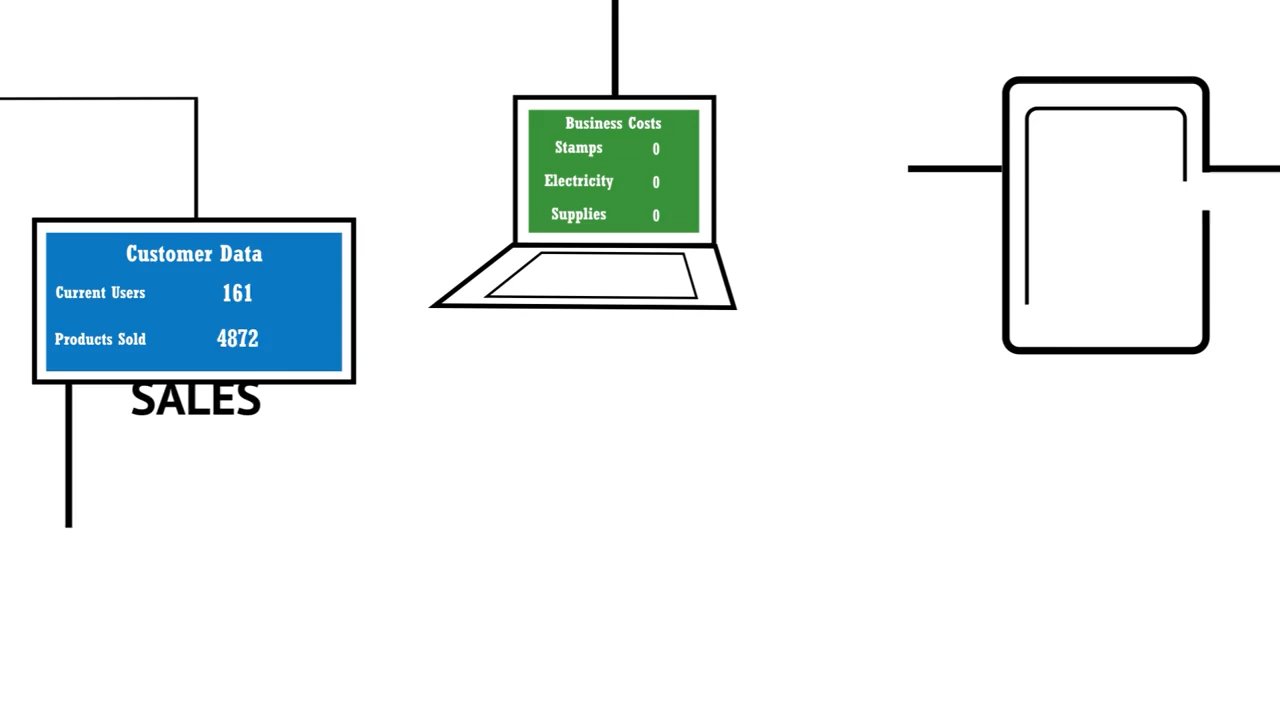 Customer Data
Current Users 161
Products Sold 4872
SALES
Business Costs
Stamps 0
Electricity 0
Supplies 0